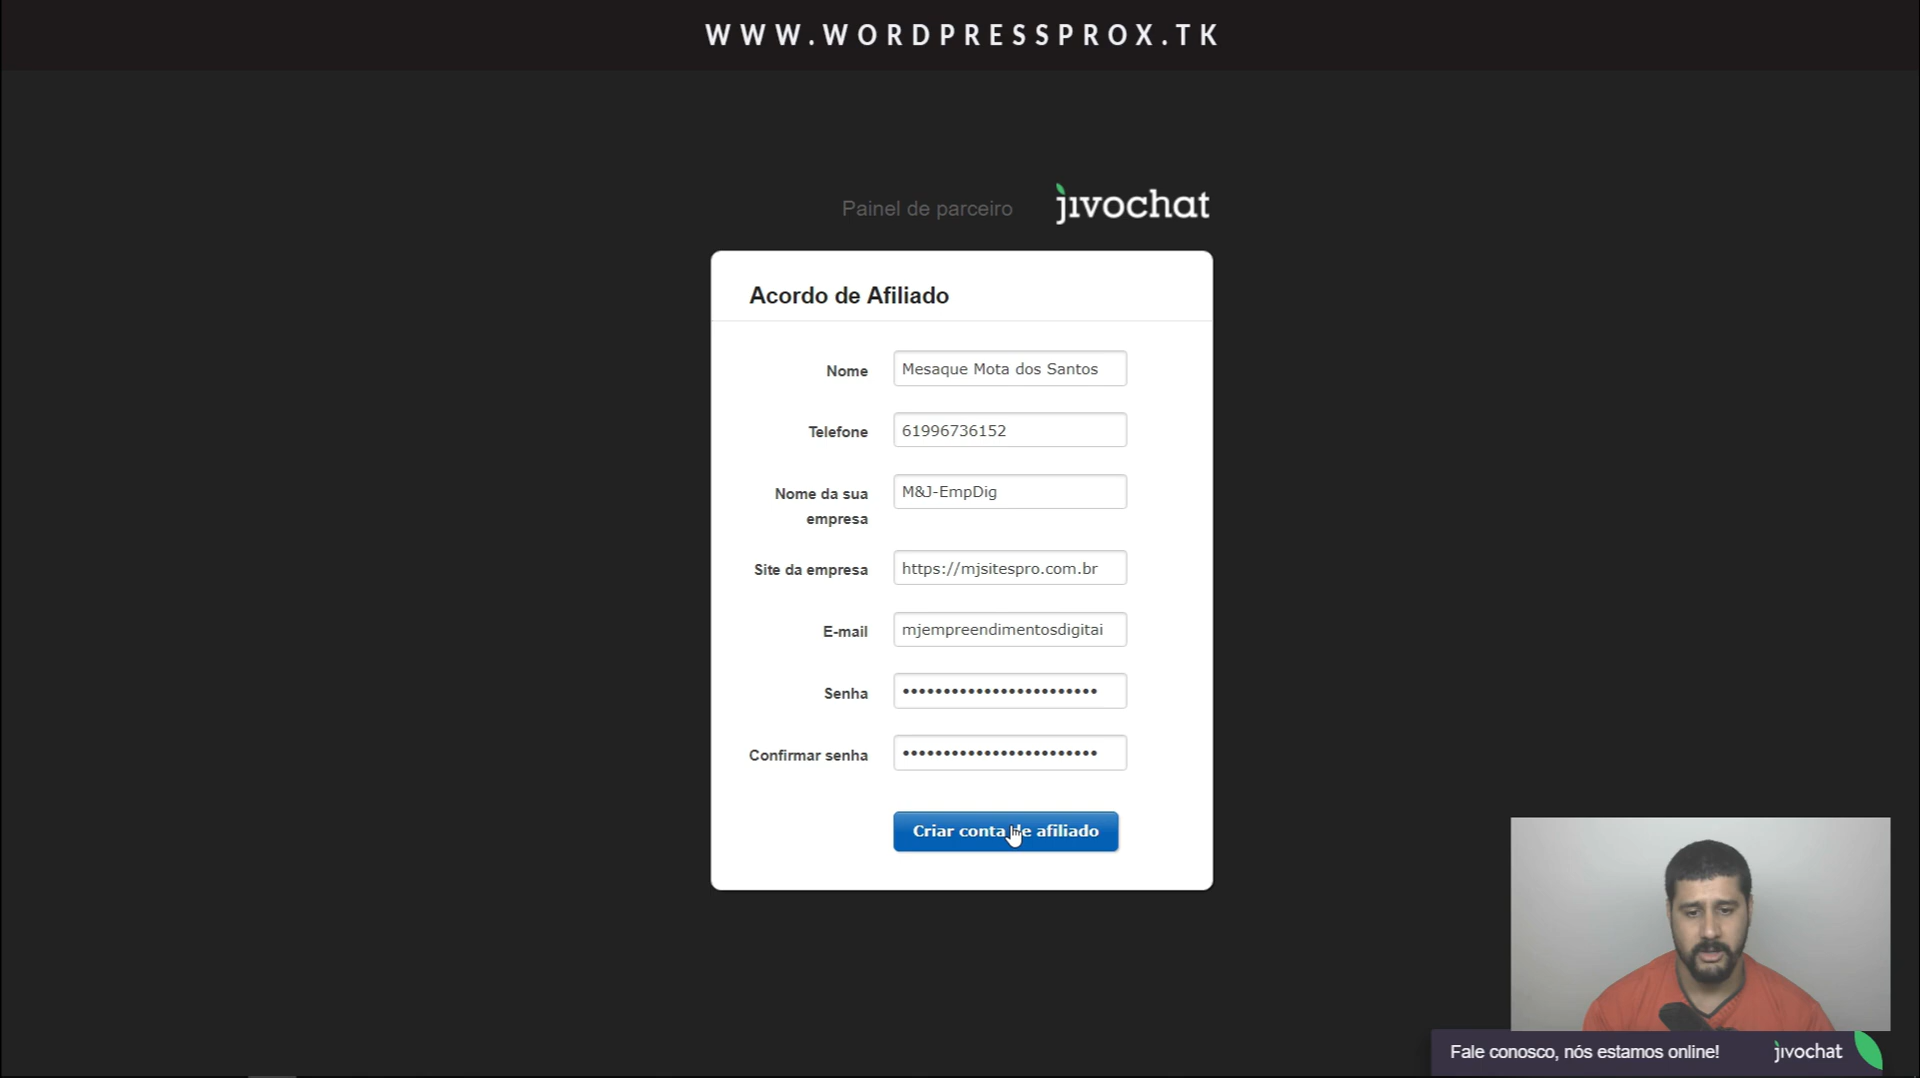 WWW.WORDPRESSPROX.TK
Painel de parceiro jivochat
Acordo de Afiliado
Nome Mesaque Mota dos Santos
Telefone 61996736152
Nome da sua M&J-EmpDig
empresa
Site da empresa https://mjsitespro.com.br
E-mail mjempreendimentosdigitai
Senha ••••••••••••••••••••••••
Confirmar senha ••••••••••••••••••••••••
Criar conta de afiliado
Fale conosco, nós estamos online! jivochat